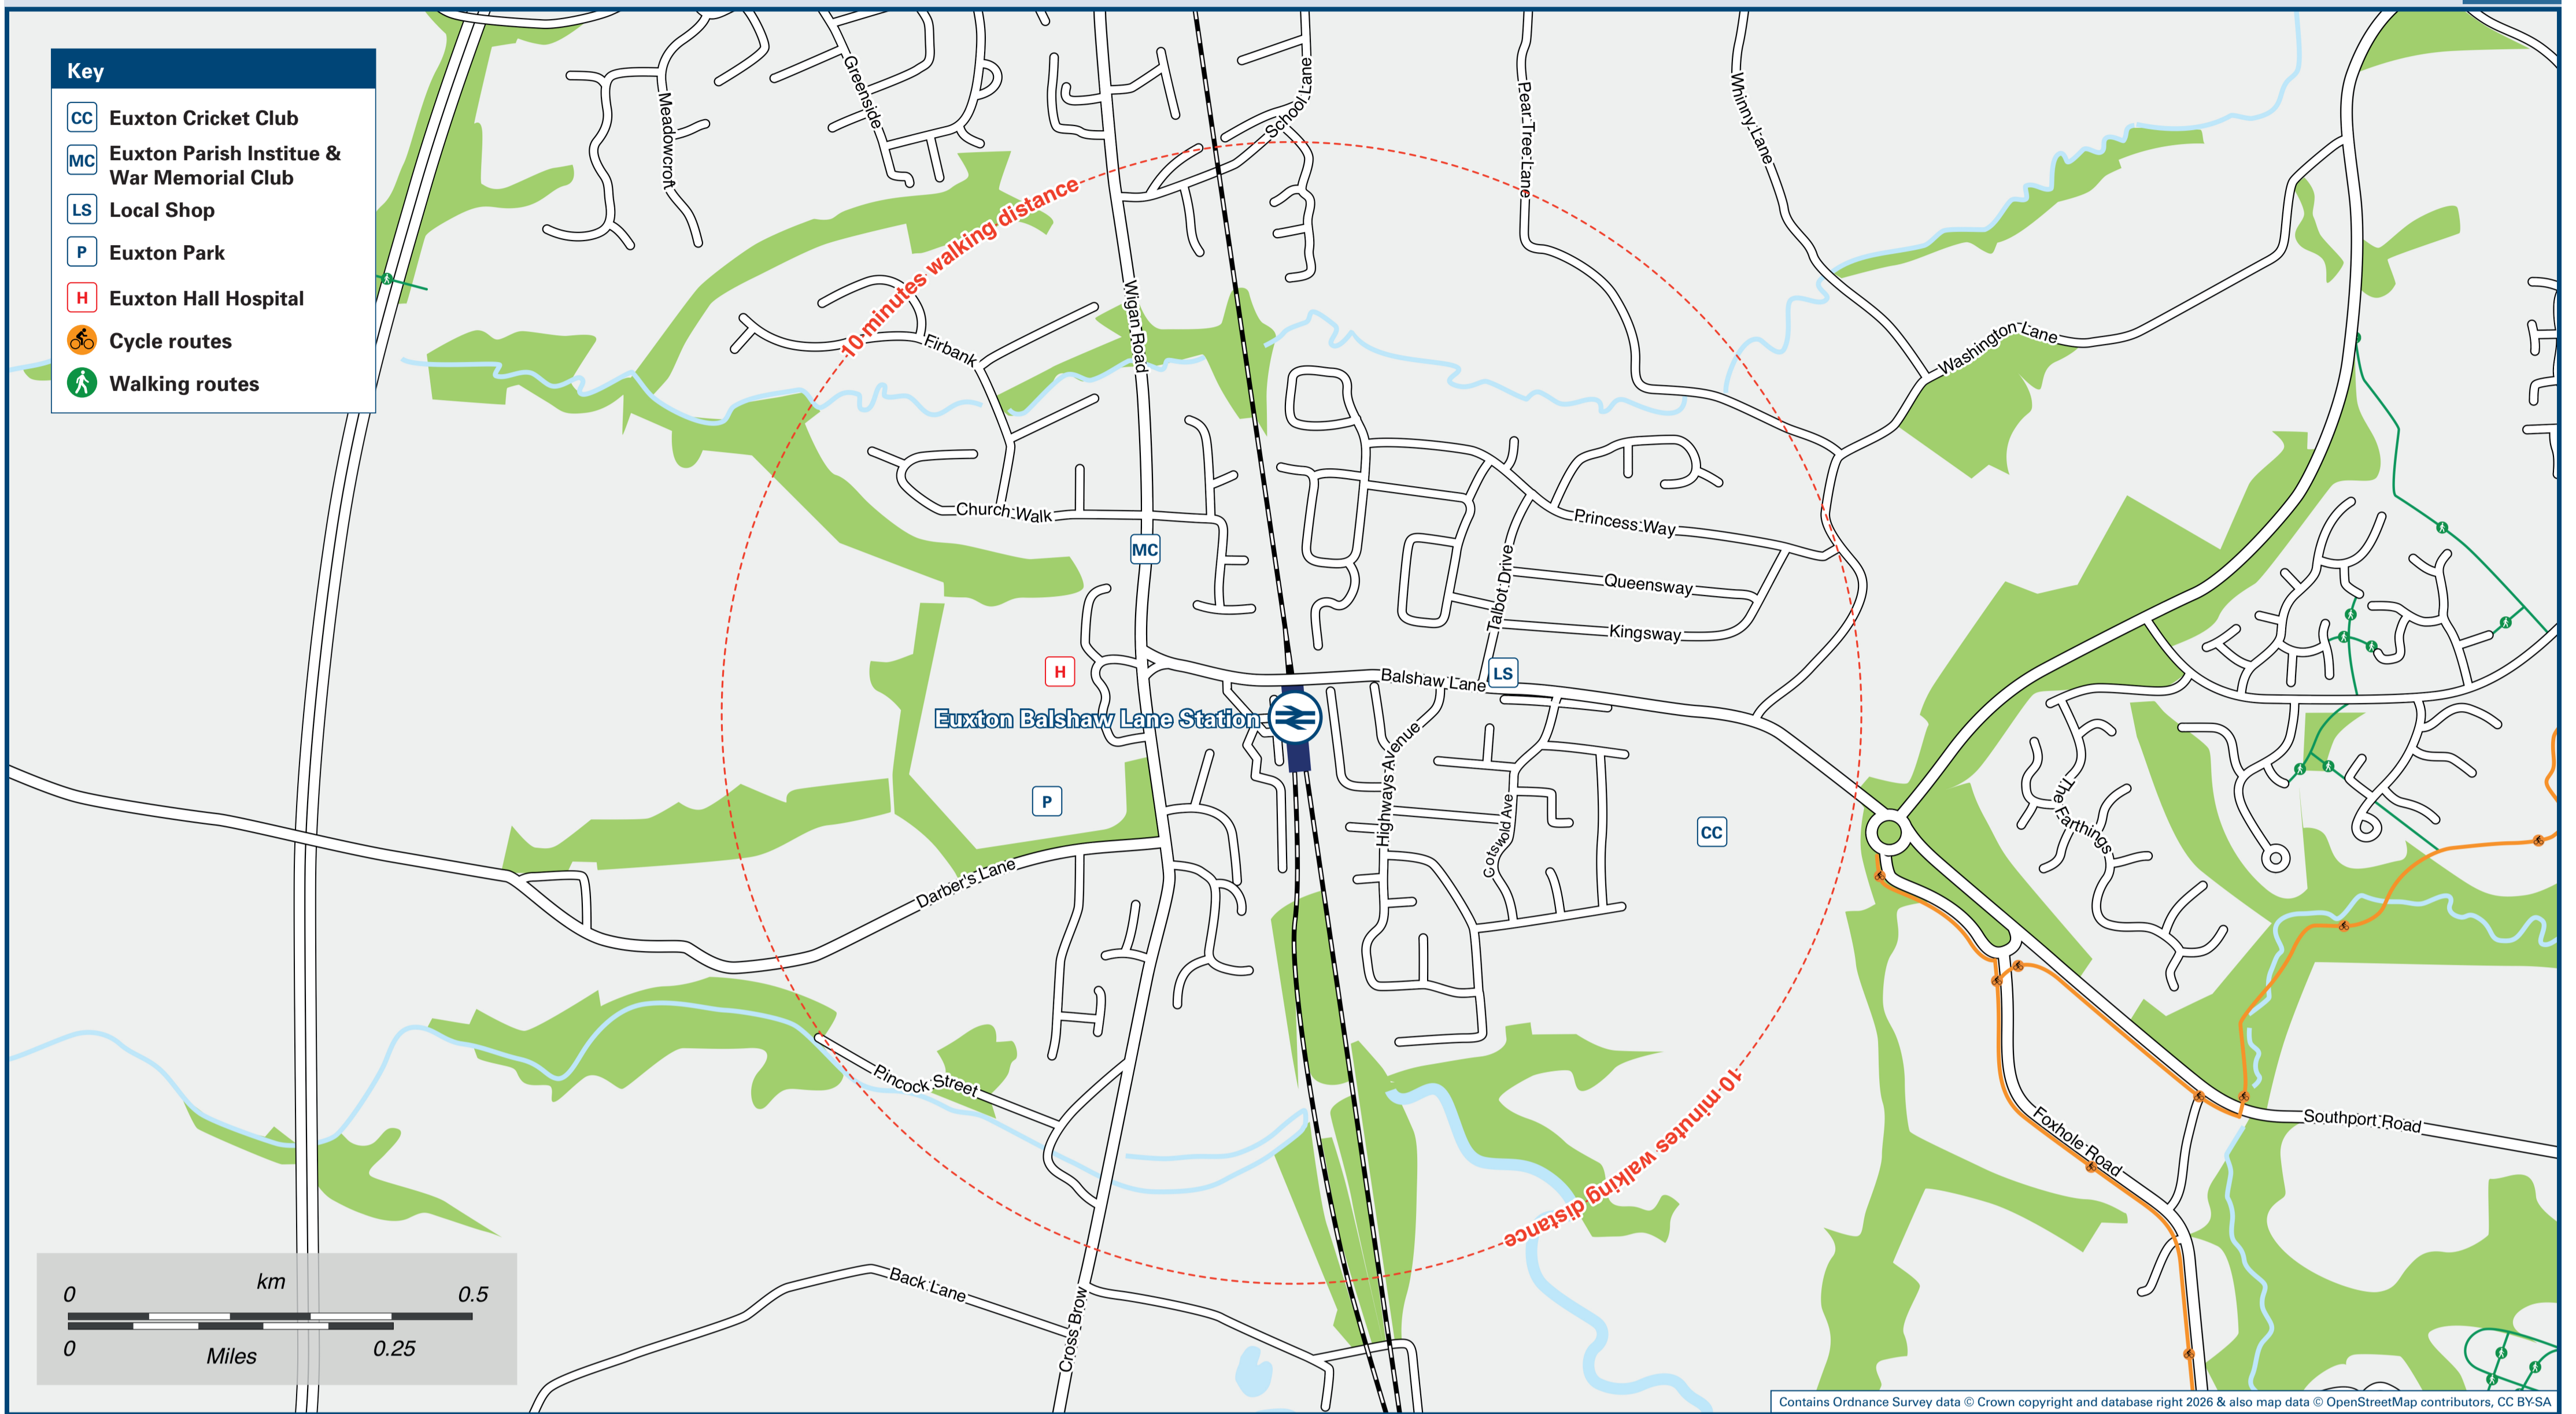 Key
CC Euxton Cricket Club
MC Euxton Parish Institue &
War Memorial Club
LS Local Shop
P Euxton Park
H Euxton Hall Hospital
Cycle routes
Walking routes
Greenside
Meadowcroft
School Lane
Pear Tree Lane
Whinny Lane
10 minutes walking distance
Wigan Road
Firbank
Washington Lane
Church Walk
Princess Way
MC
Talbot Drive
Queensway
Kingsway
H
Balshaw Lane
LS
Euxton Balshaw Lane Station
Highways Avenue
P
Cotswold Ave
CC
The Farthings
Darber's Lane
Pincock Street
10 minutes walking distance
Foxhole Road
Southport Road
Back Lane
Cross Brow
km
0 0.5
0 0.25
Miles
Contains Ordnance Survey data © Crown copyright and database right 2026 & also map data © OpenStreetMap contributors, CC BY-SA